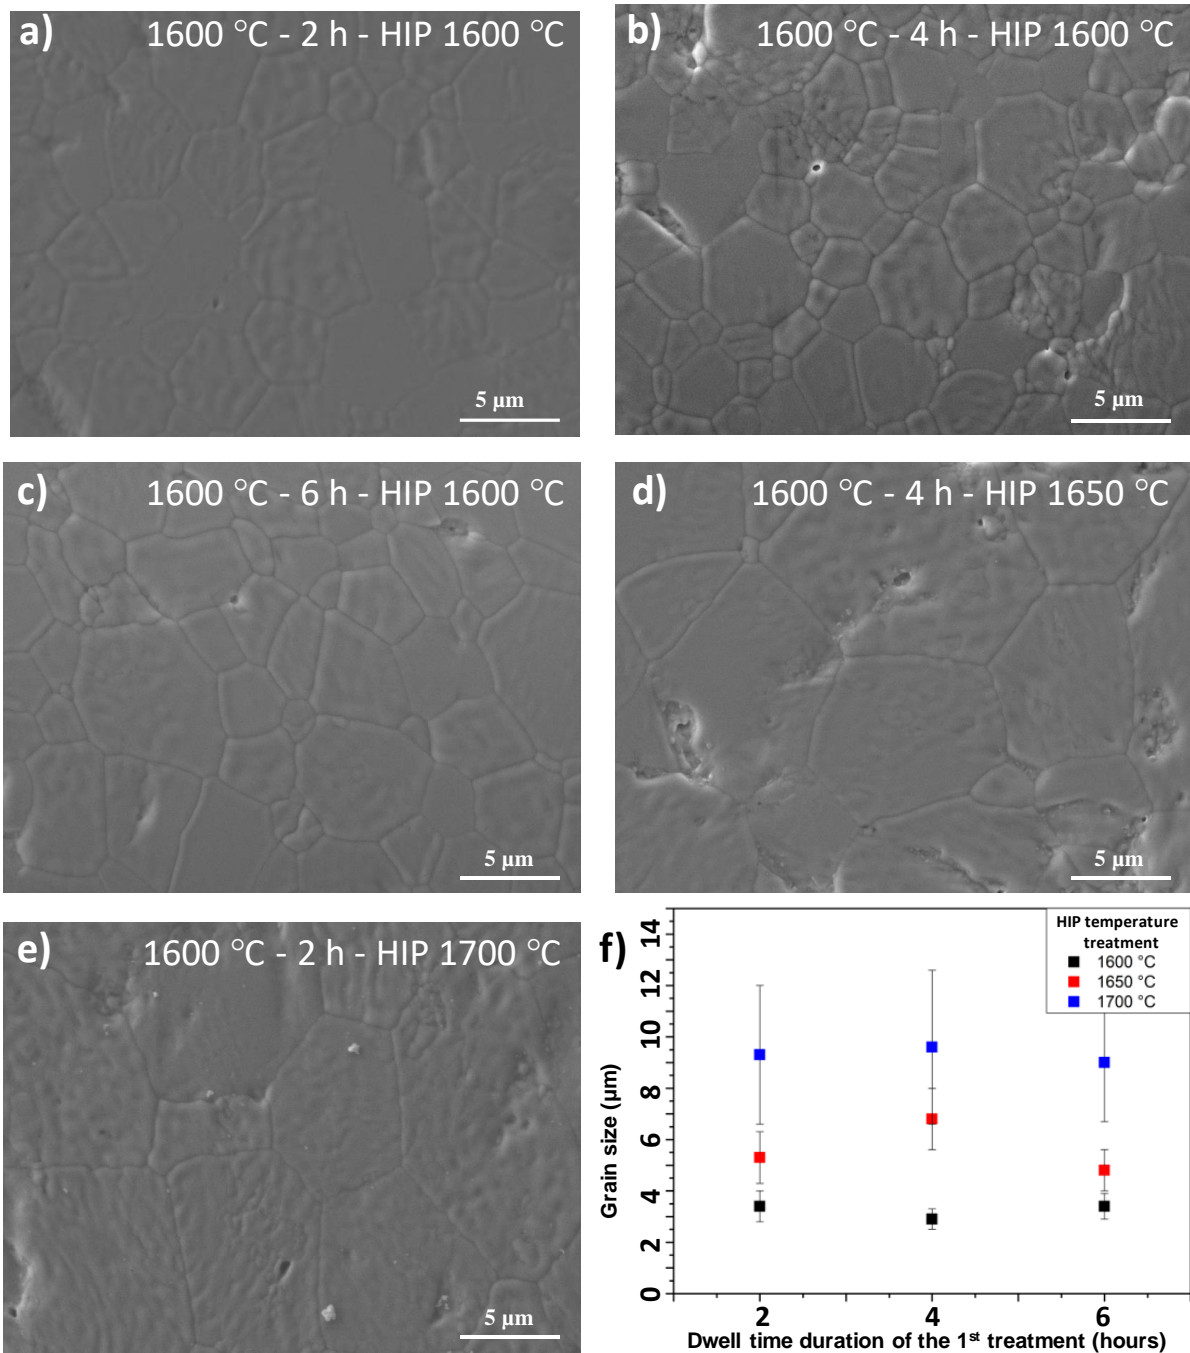 a) 1600 °C - 2 h - HIP 1600 °C
5 µm
b) 1600 °C - 4 h - HIP 1600 °C
5 µm
c) 1600 °C - 6 h - HIP 1600 °C
5 µm
d) 1600 °C - 4 h - HIP 1650 °C
5 µm
e) 1600 °C - 2 h - HIP 1700 °C
5 µm
f)
HIP temperature
treatment
1600 °C
1650 °C
1700 °C
Grain size (µm)
14
12
10
8
6
4
2
0
2 4 6
Dwell time duration of the 1st treatment (hours)